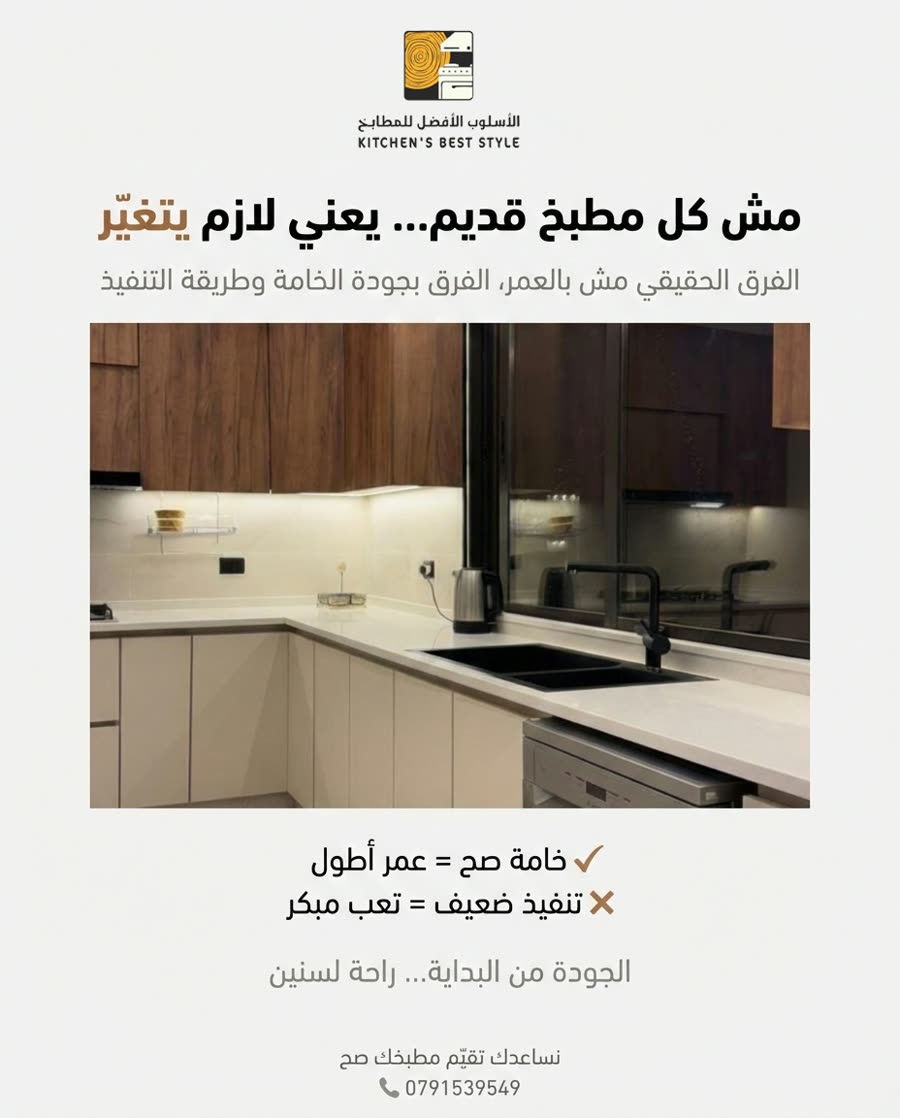 الأسلوب الأفضل للمطابخ
KITCHEN'S BEST STYLE
مش كل مطبخ قديم... يعني لازم يتغيّر
الفرق الحقيقي مش بالعمر، الفرق بجودة الخامة وطريقة التنفيذ
✓ خامة صح = عمر أطول
✕ تنفيذ ضعيف = تعب مبكر
الجودة من البداية... راحة لسنين
نساعدك تقيّم مطبخك صح
0791539549